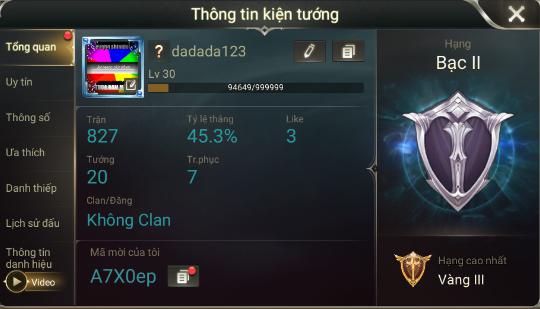 Thông tin kiện tướng
Tổng quan
Uy tín
Thông số
Ưa thích
Danh thiếp
Lịch sử đấu
Thông tin
danh hiệu
Video
? dadada123
Lv 30
94649/999999
Trận
Tỷ lệ thắng
Like
827
45.3%
3
Tướng
Tr.phục
20
7
Clan/Đăng
Không Clan
Mã mời của tôi
A7X0ep
Hạng
Bạc II
Hạng cao nhất
Vàng III